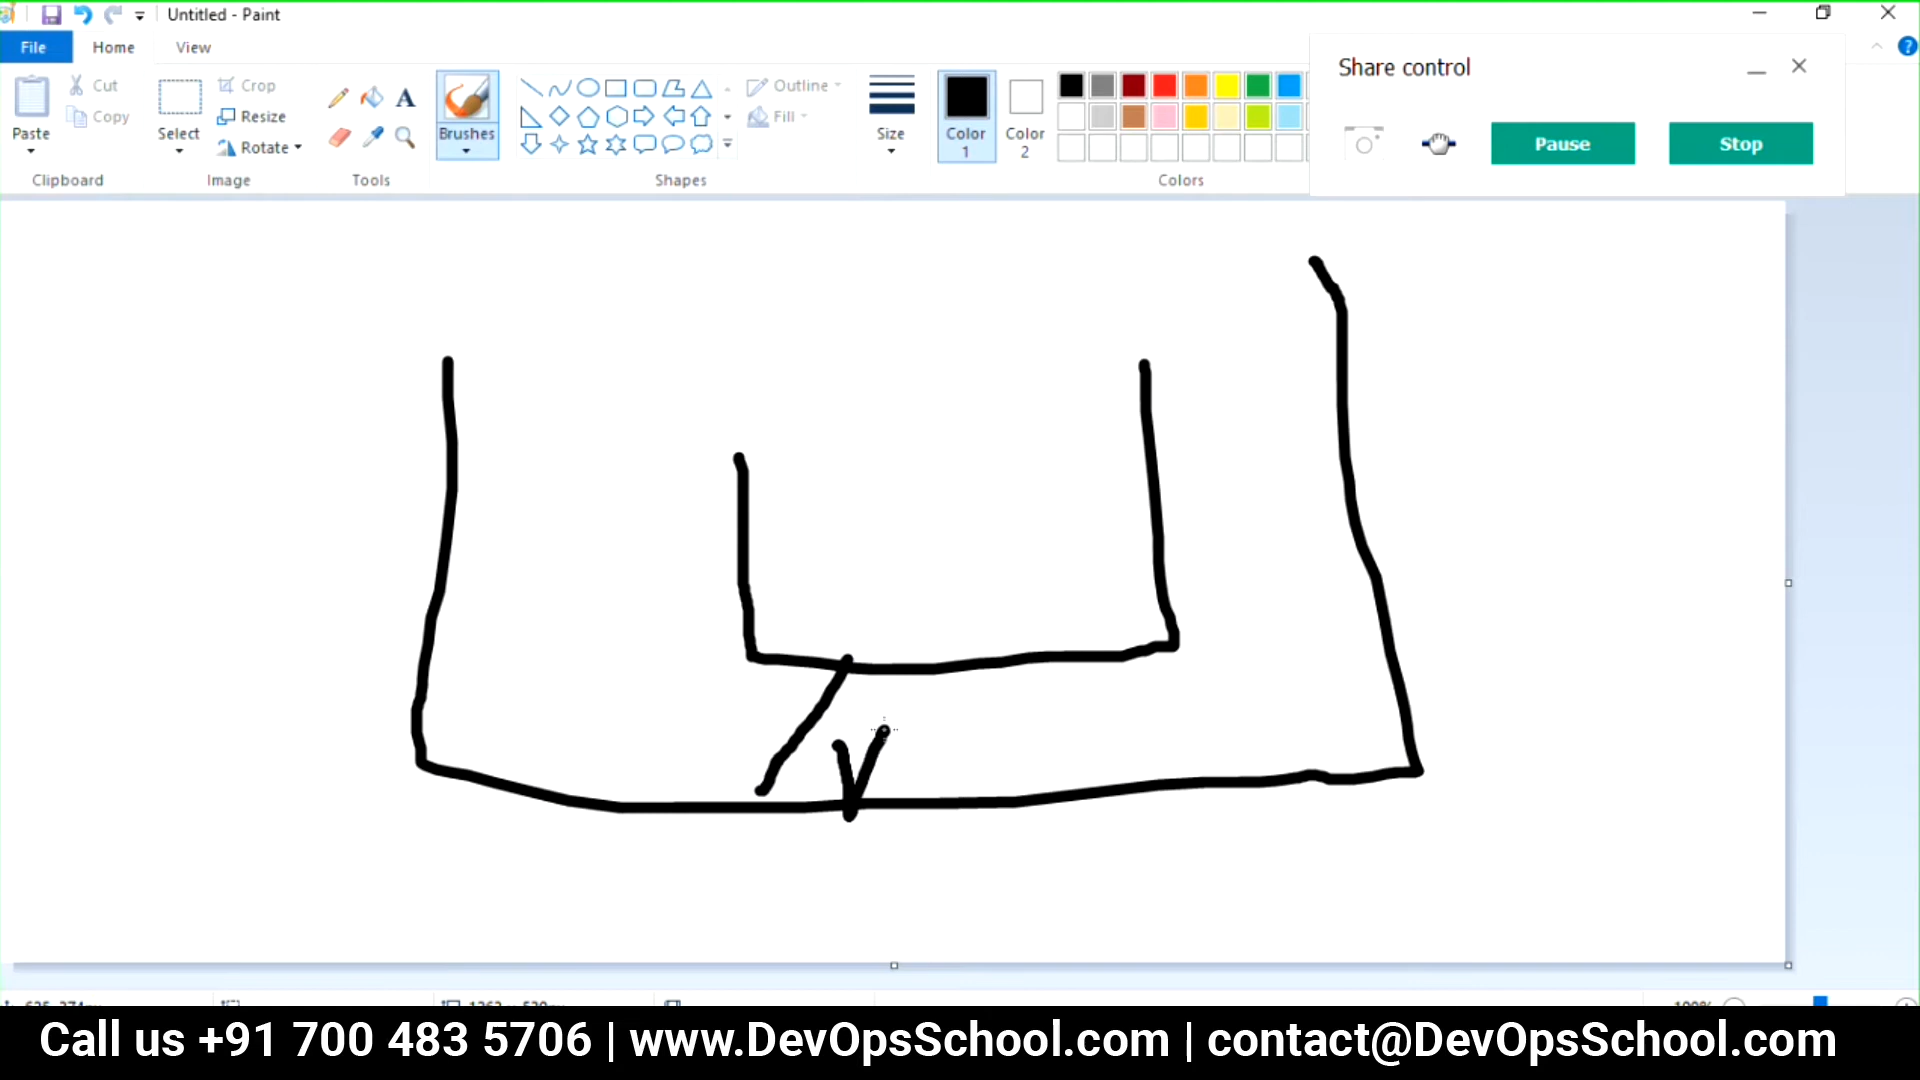 Untitled - Paint
File Home View
Share control
Paste
Cut
Copy
Clipboard
Select
Crop
Resize
Rotate
Image
A
Tools
Brushes
Shapes
Outline
Fill
Size
Color 1
Color 2
Colors
Pause
Stop
V
Call us +91 700 483 5706 | www.DevOpsSchool.com | contact@DevOpsSchool.com